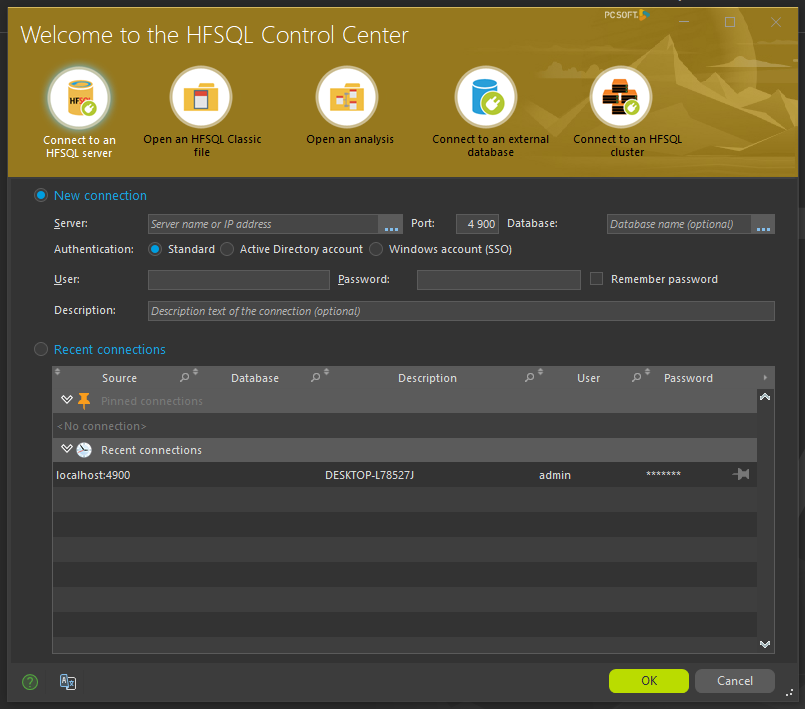 PC SOFT
Welcome to the HFSQL Control Center
HFSQL
Connect to an
HFSQL server
Open an HFSQL Classic
file
Open an analysis
Connect to an external
database
Connect to an HFSQL
cluster
New connection
Server: Server name or IP address ... Port: 4 900 Database: Database name (optional) ...
Authentication: Standard Active Directory account Windows account (SSO)
User: Password: Remember password
Description: Description text of the connection (optional)
Recent connections
Source Database Description User Password
Pinned connections
<No connection>
Recent connections
localhost:4900 DESKTOP-L78527J admin *******
? OK Cancel